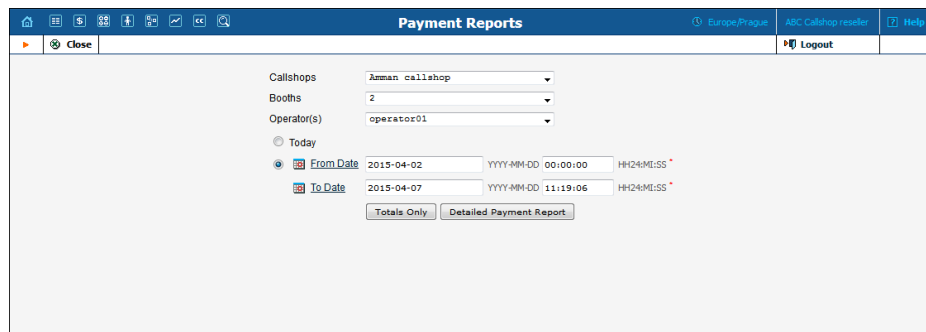 $ cc Payment Reports Europe/Prague ABC Callshop reseller ? Help
Close Logout
Callshops Amman callshop
Booths 2
Operator(s) operator01
Today
From Date 2015-04-02 YYYY-MM-DD 00:00:00 HH24:MI:SS *
To Date 2015-04-07 YYYY-MM-DD 11:19:06 HH24:MI:SS *
Totals Only Detailed Payment Report